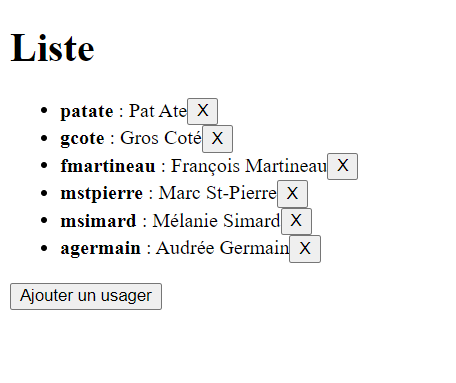 Liste
patate : Pat Ate X
gcote : Gros Coté X
fmartineau : François Martineau X
mstpierre : Marc St-Pierre X
msimard : Mélanie Simard X
agermain : Audrée Germain X
Ajouter un usager